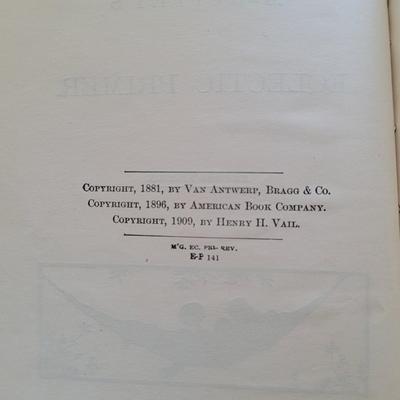 Copyright, 1881, by Van Antwerp, Bragg & Co.
Copyright, 1896, by American Book Company.
Copyright, 1909, by Henry H. Vail.
M'G. EC. PRI- REV.
E-P 141